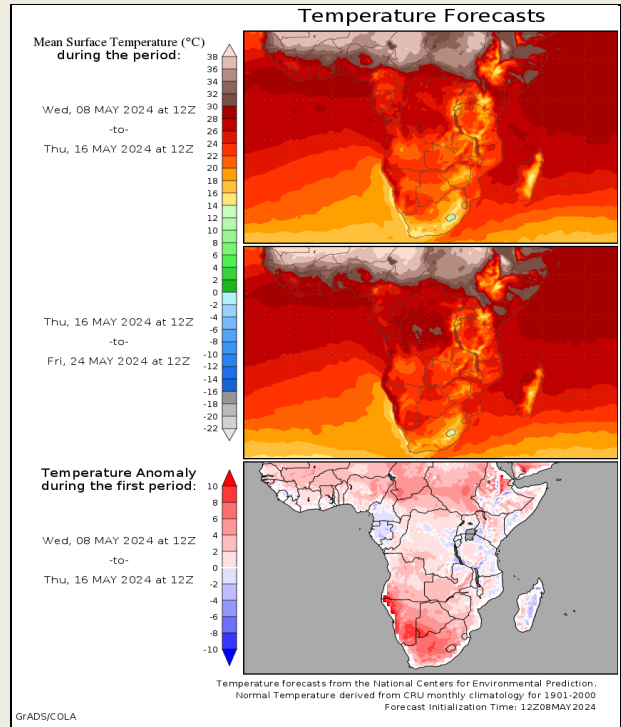 Temperature Forecasts
Mean Surface Temperature (°C)
during the period:
Wed, 08 MAY 2024 at 12Z
-to-
Thu, 16 MAY 2024 at 12Z
38
36
34
32
30
28
26
24
22
20
18
16
14
12
10
8
6
4
2
0
-2
-4
-6
-8
-10
-12
-14
-16
-18
-20
-22
Thu, 16 MAY 2024 at 12Z
-to-
Fri, 24 MAY 2024 at 12Z
Temperature Anomaly
during the first period:
Wed, 08 MAY 2024 at 12Z
-to-
Thu, 16 MAY 2024 at 12Z
10
8
6
4
2
0
-2
-4
-6
-8
-10
Temperature forecasts from the National Centers for Environmental Prediction.
Normal Temperature derived from CRU monthly climatology for 1901-2000
Forecast Initialization Time: 12Z08MAY2024
GrADS/COLA